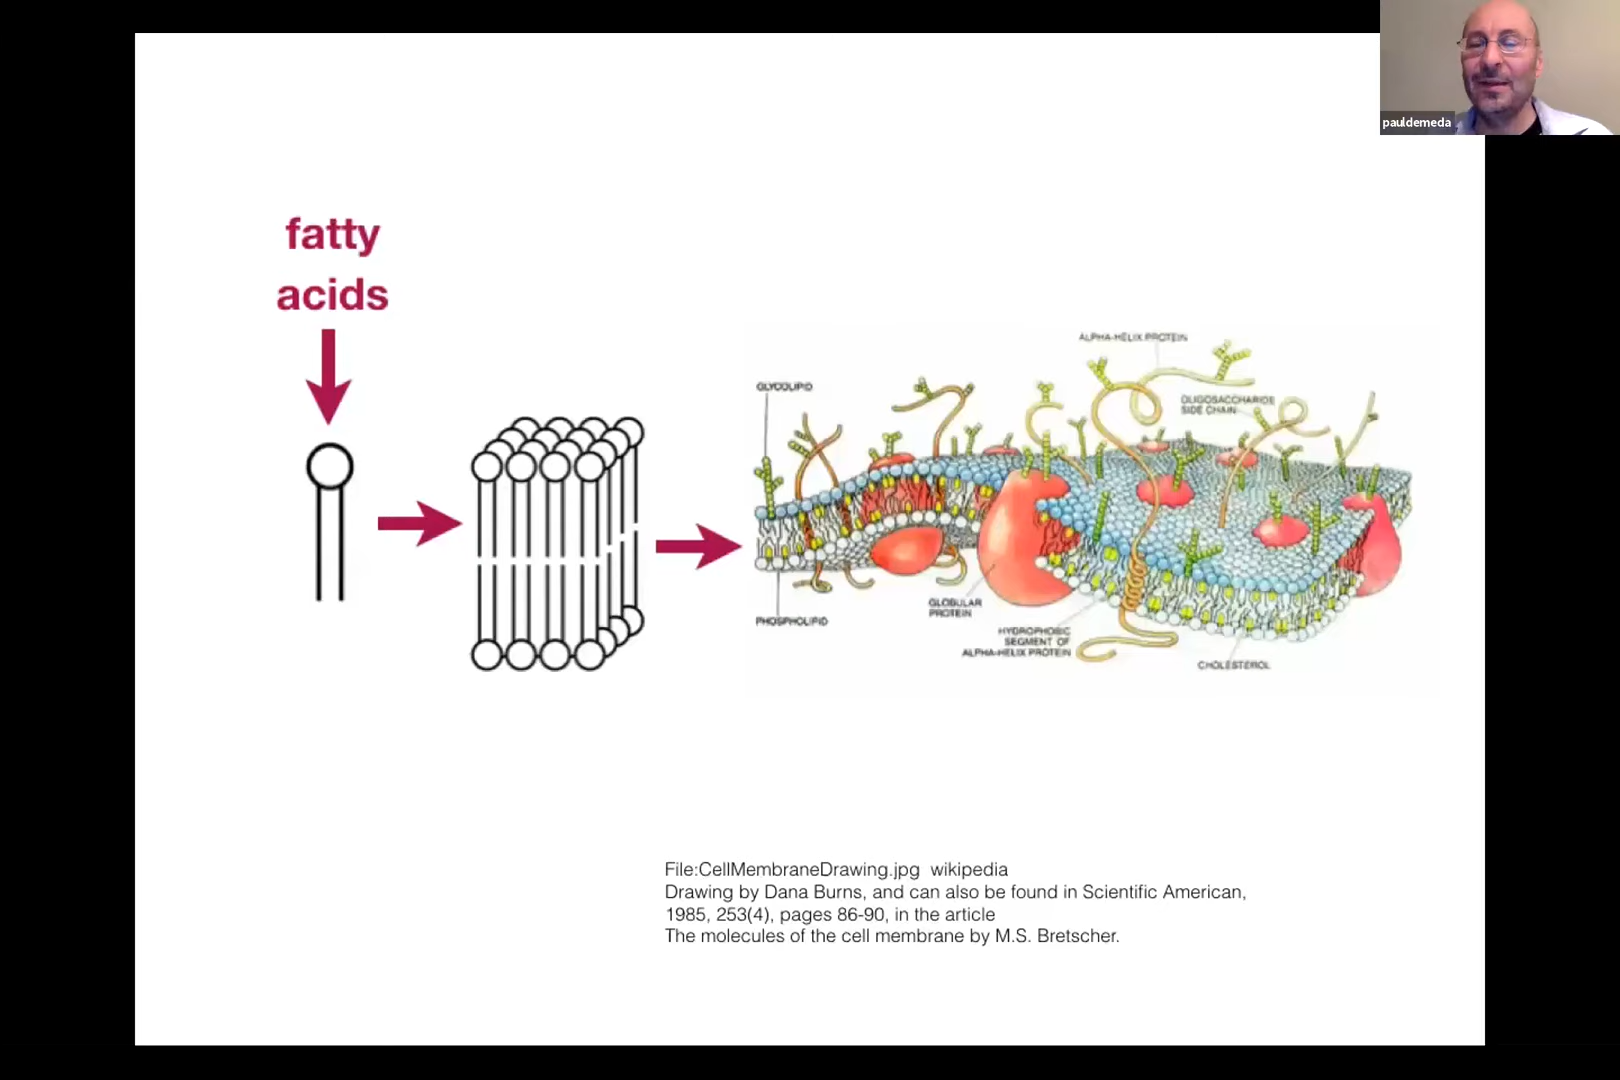 pauldemeda
fatty
acids
ALPHA-HELIX PROTEIN
GLYCOLIPID
OLIGOSACCHARIDE
SIDE CHAIN
GLOBULAR
PROTEIN
PHOSPHOLIPID
HYDROPHOBIC
SEGMENT OF
ALPHA-HELIX PROTEIN
CHOLESTEROL
File:CellMembraneDrawing.jpg wikipedia
Drawing by Dana Burns, and can also be found in Scientific American,
1985, 253(4), pages 86-90, in the article
The molecules of the cell membrane by M.S. Bretscher.